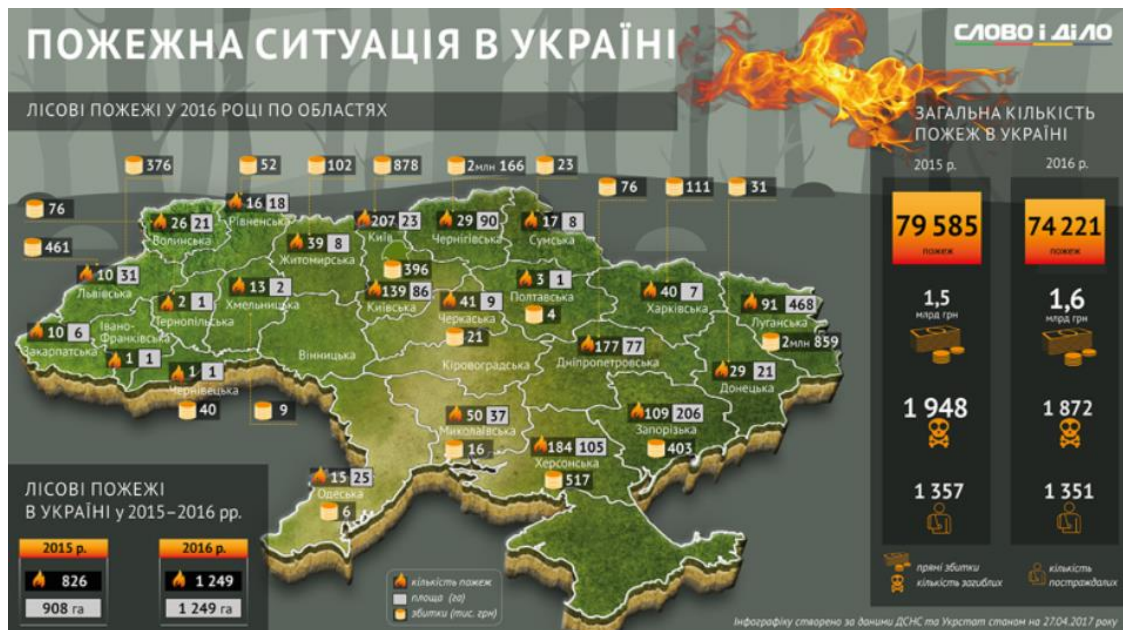 ПОЖЕЖНА СИТУАЦІЯ В УКРАЇНІ
СЛОВО і ДІЛО
ЛІСОВІ ПОЖЕЖІ У 2016 РОЦІ ПО ОБЛАСТЯХ
376
52
102
878
2млн 166
23
76
111
31
76
461
26 21
Волинська
16 18
Рівненська
39 8
Житомирська
207 23
Київ
29 90
Чернігівська
17 8
Сумська
396
10 31
Львівська
2 1
Тернопільська
13 2
Хмельницька
139 86
Київська
41 9
Черкаська
21
3 1
Полтавська
4
40 7
Харківська
91 468
Луганська
2млн 859
10 6
Закарпатська
Івано-
Франківська
1 1
1 1
Чернівецька
40
9
Вінницька
Кіровоградська
177 77
Дніпропетровська
29 21
Донецька
50 37
Миколаївська
16
109 206
Запорізька
403
184 105
Херсонська
517
15 25
Одеська
6
ЛІСОВІ ПОЖЕЖІ
В УКРАЇНІ у 2015–2016 рр.
2015 р.
2016 р.
826
1 249
908 га
1 249 га
кількість пожеж
площа (га)
збитки (тис. грн)
ЗАГАЛЬНА КІЛЬКІСТЬ
ПОЖЕЖ В УКРАЇНІ
2015 р.
2016 р.
79 585
пожеж
74 221
пожеж
1,5
млрд грн
1,6
млрд грн
1 948
1 872
1 357
1 351
прямі збитки
кількість загиблих
кількість
постраждалих
Інфографіку створено за даними ДСНС та Укрстат станом на 27.04.2017 року